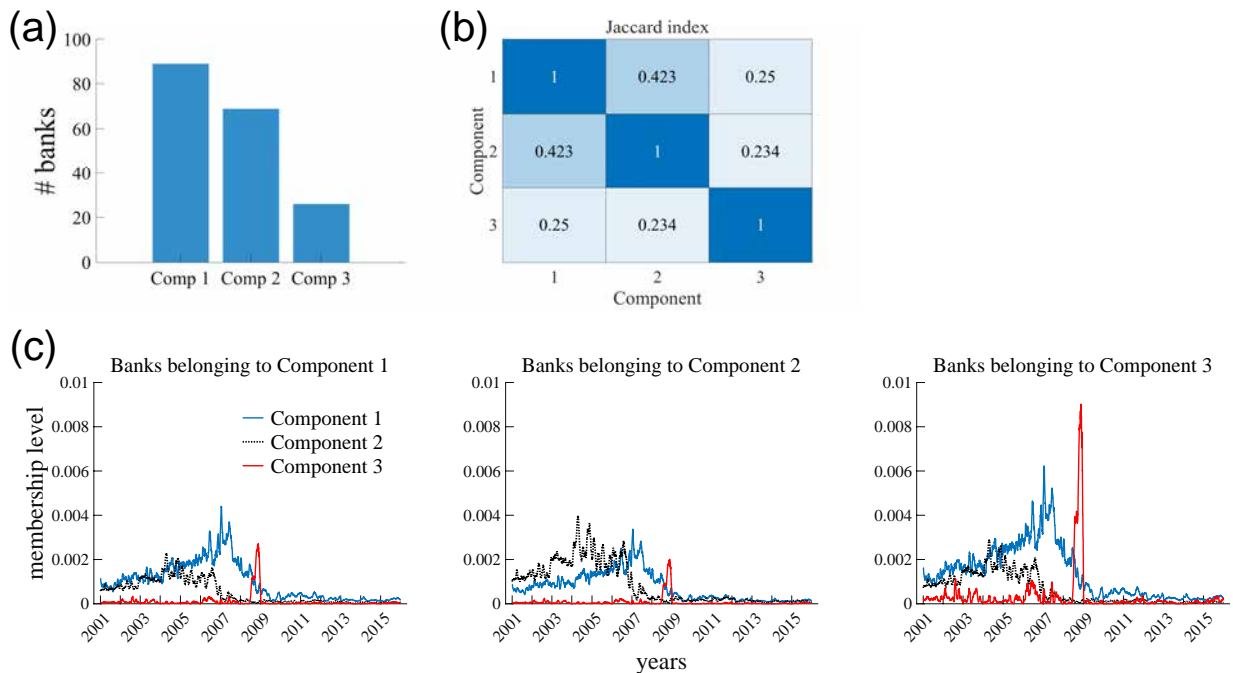 (a)
100
80
60
40
20
0
# banks
Comp 1 Comp 2 Comp 3
(b)
Jaccard index
1 0.423 0.25
0.423 1 0.234
0.25 0.234 1
1
2
3
Component
1 2 3
Component
(c)
Banks belonging to Component 1
0.01
0.008
0.006
0.004
0.002
0
membership level
Component 1
Component 2
Component 3
2001 2003 2005 2007 2009 2011 2013 2015
Banks belonging to Component 2
0.01
0.008
0.006
0.004
0.002
0
2001 2003 2005 2007 2009 2011 2013 2015
years
Banks belonging to Component 3
0.01
0.008
0.006
0.004
0.002
0
2001 2003 2005 2007 2009 2011 2013 2015